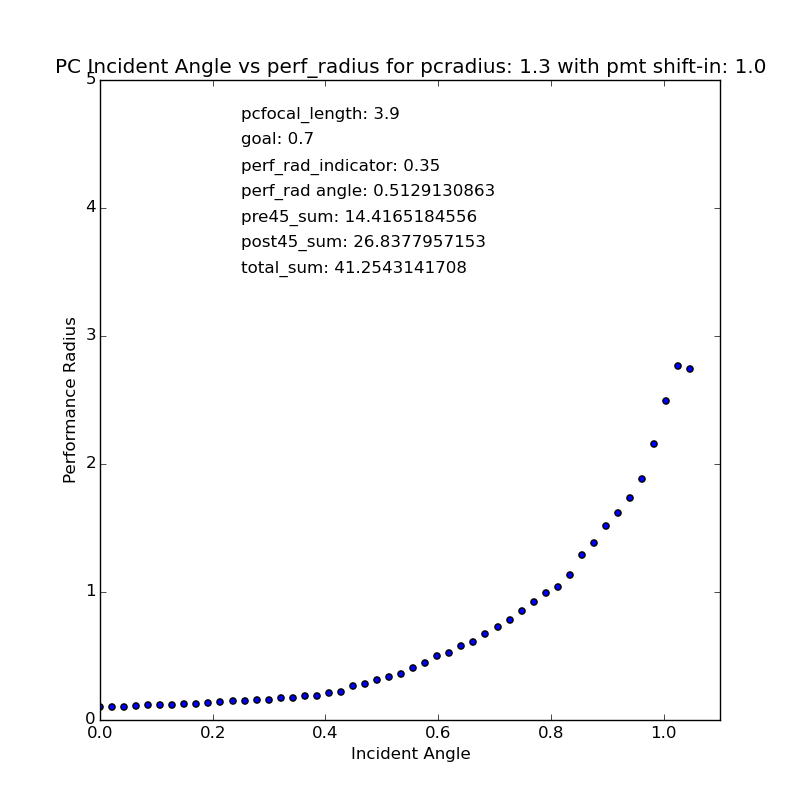 PC Incident Angle vs perf_radius for pcradius: 1.3 with pmt shift-in: 1.0
5
pcfocal_length: 3.9
goal: 0.7
perf_rad_indicator: 0.35
perf_rad angle: 0.5129130863
pre45_sum: 14.4165184556
post45_sum: 26.8377957153
total_sum: 41.2543141708
4
3
2
1
0
Performance Radius
0.0 0.2 0.4 0.6 0.8 1.0
Incident Angle